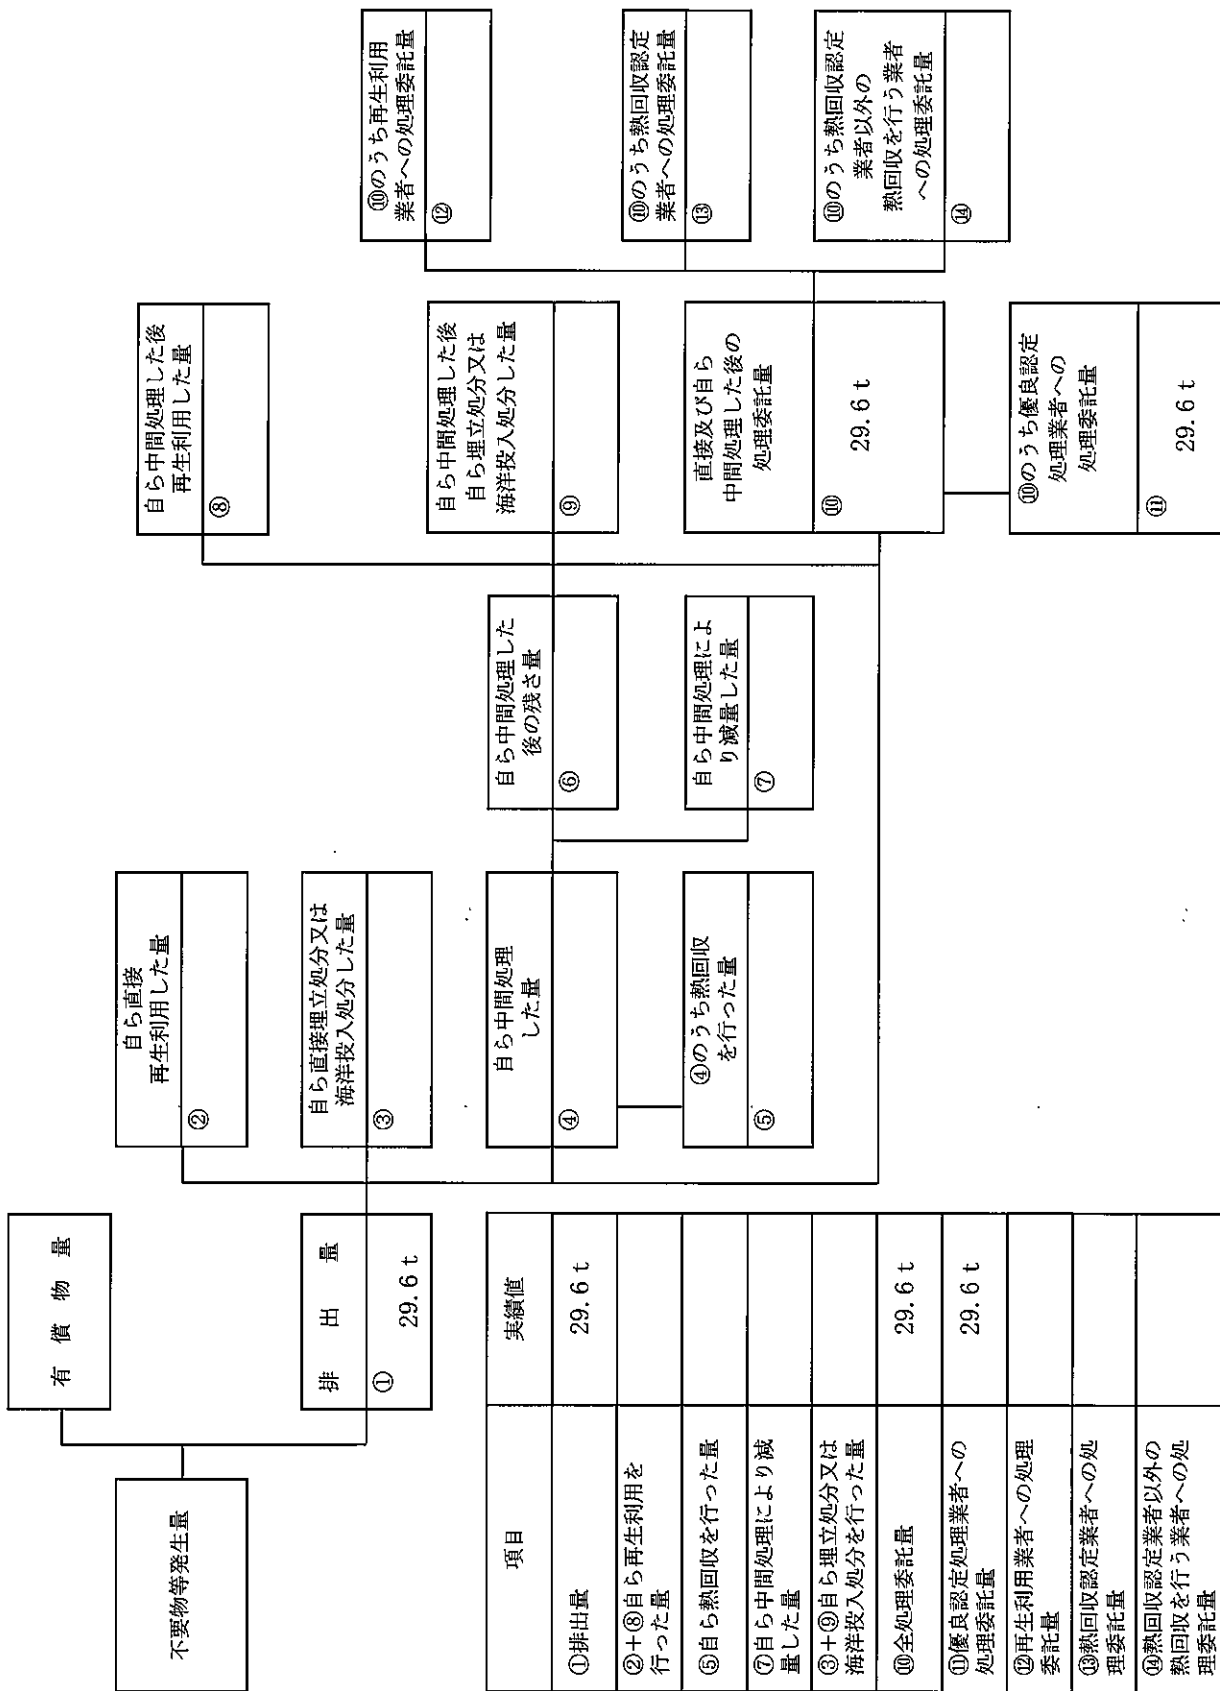 不要物等発生量
有償物量
排出量
①
29.6 t
自ら直接
再生利用した量
②
自ら直接埋立処分又は
海洋投入処分した量
③
自ら中間処理
した量
④
④のうち熱回収
を行った量
⑤
自ら中間処理した
後の残さ量
⑥
自ら中間処理によ
り減量した量
⑦
自ら中間処理した後
再生利用した量
⑧
自ら中間処理した後
自ら埋立処分又は
海洋投入処分した量
⑨
直接及び自ら
中間処理した後の
処理委託量
⑩
29.6 t
⑩のうち優良認定
処理業者への
処理委託量
⑪
29.6 t
⑩のうち再生利用
業者への処理委託量
⑫
⑩のうち熱回収認定
業者への処理委託量
⑬
⑩のうち熱回収認定
業者以外の
熱回収を行う業者
への処理委託量
⑭
項目
実績値
①排出量
29.6 t
②+⑧自ら再生利用を
行った量
⑤自ら熱回収を行った量
⑦自ら中間処理により減
量した量
③+⑨自ら埋立処分又は
海洋投入処分を行った量
⑩全処理委託量
29.6 t
⑪優良認定処理業者への
処理委託量
29.6 t
⑫再生利用業者への処理
委託量
⑬熱回収認定業者への処
理委託量
⑭熱回収認定業者以外の
熱回収を行う業者への処
理委託量